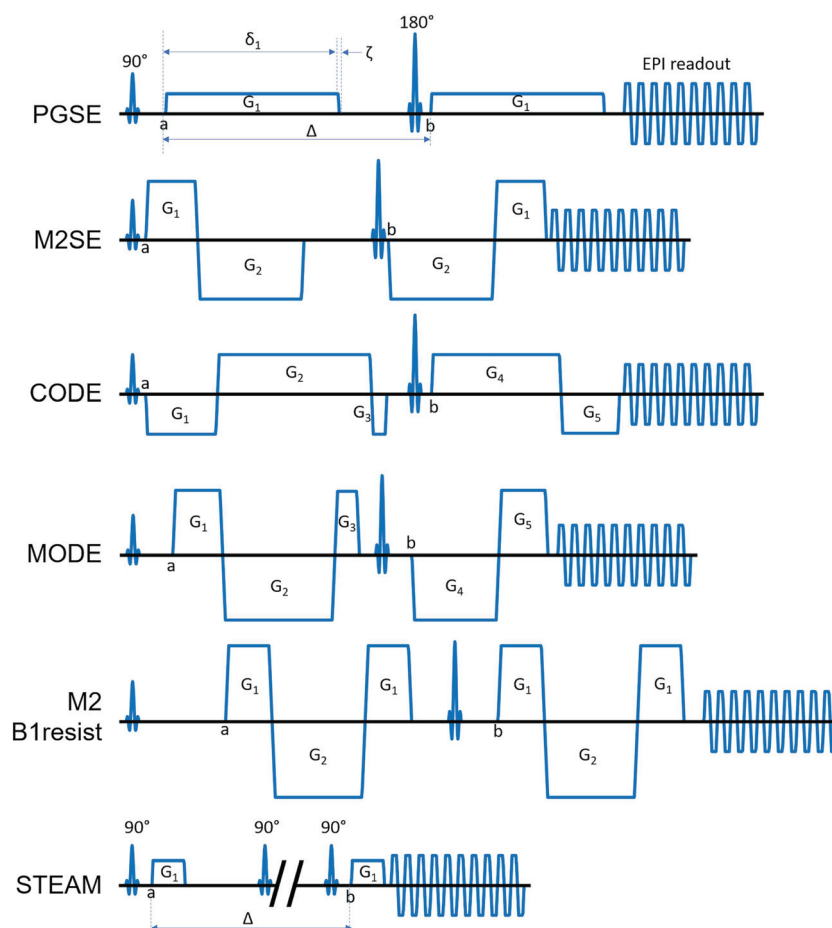 90° δ₁ ζ 180° EPI readout
PGSE G₁ G₁
a Δ b
M2SE G₁ b G₁
a G₂ G₂
CODE a G₂ G₄
G₁ G₃ b G₅
MODE G₁ G₃ b G₅
a G₂ G₄
M2 G₁ G₁ G₁ G₁
B1resist a G₂ b G₂
90° 90° 90°
STEAM G₁ G₁
a Δ b